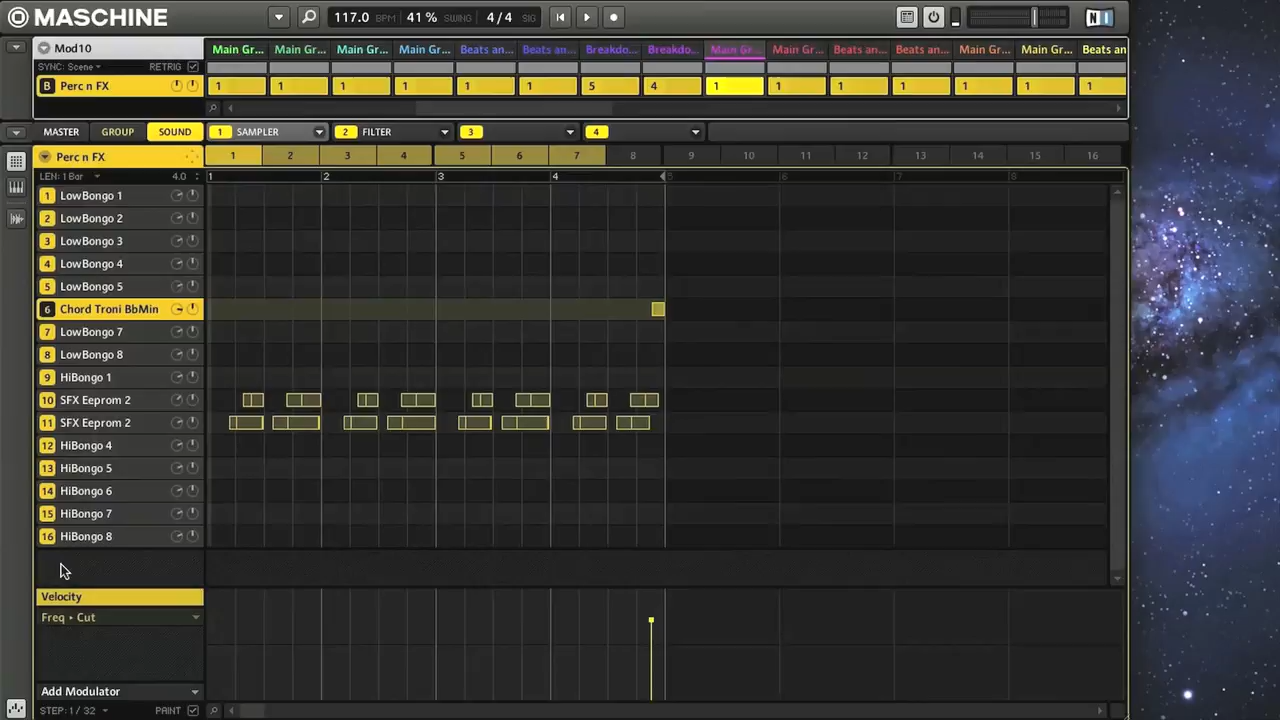 MASCHINE 117.0 BPM 41 % SWING 4 / 4 SIG
Mod10 Main Gr... Main Gr... Main Gr... Main Gr... Beats an... Beats an... Breakdo... Breakdo... Main Gr... Main Gr... Beats an... Beats an... Main Gr... Main Gr... Beats an
SYNC: Scene RETRIG
B Perc n FX 1 1 1 1 1 1 5 4 1 1 1 1 1 1 1
MASTER GROUP SOUND 1 SAMPLER 2 FILTER 3 4
Perc n FX 1 2 3 4 5 6 7 8 9 10 11 12 13 14 15 16
LEN: 1 Bar 4.0 1 2 3 4 5 6 7 8
1 LowBongo 1
2 LowBongo 2
3 LowBongo 3
4 LowBongo 4
5 LowBongo 5
6 Chord Troni BbMin
7 LowBongo 7
8 LowBongo 8
9 HiBongo 1
10 SFX Eeprom 2
11 SFX Eeprom 2
12 HiBongo 4
13 HiBongo 5
14 HiBongo 6
15 HiBongo 7
16 HiBongo 8
Velocity
Freq ▸ Cut
Add Modulator
STEP: 1 / 32 PAINT